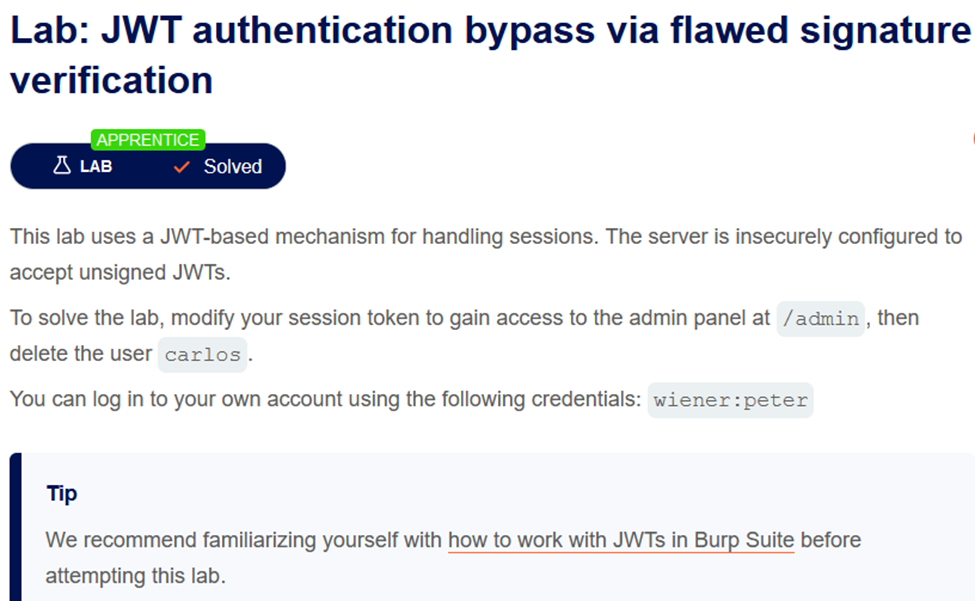 Lab: JWT authentication bypass via flawed signature
verification
APPRENTICE
LAB Solved
This lab uses a JWT-based mechanism for handling sessions. The server is insecurely configured to
accept unsigned JWTs.
To solve the lab, modify your session token to gain access to the admin panel at /admin, then
delete the user carlos.
You can log in to your own account using the following credentials: wiener:peter
Tip
We recommend familiarizing yourself with how to work with JWTs in Burp Suite before
attempting this lab.